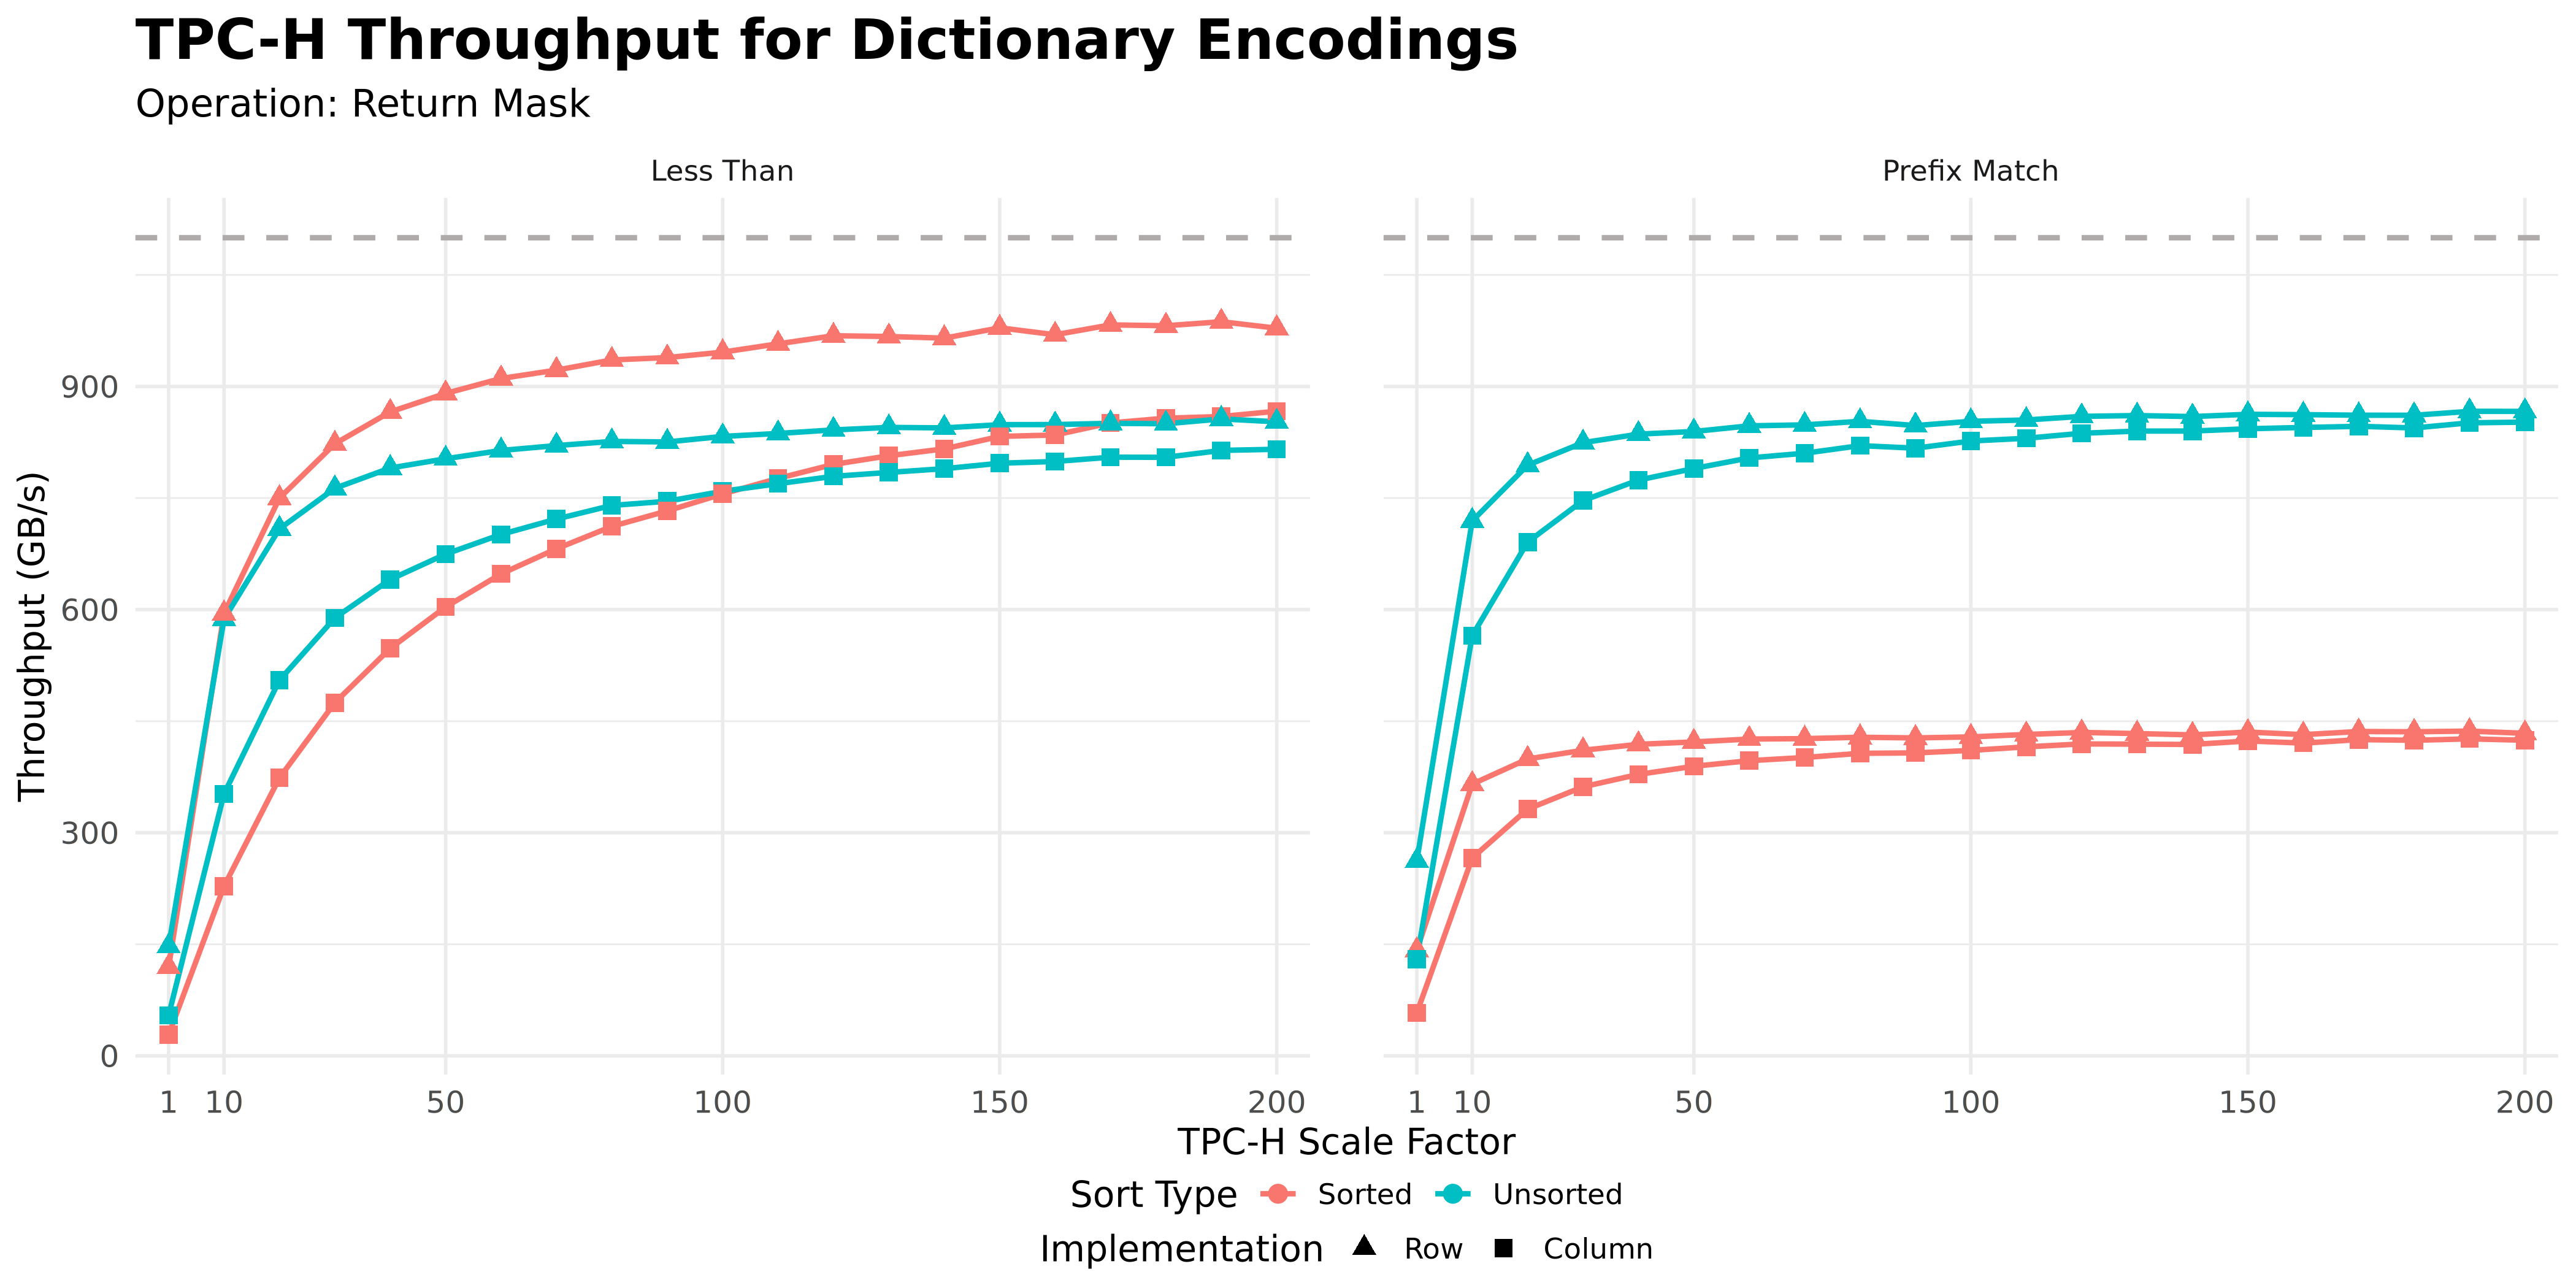 TPC-H Throughput for Dictionary Encodings
Operation: Return Mask
Less Than
Prefix Match
Throughput (GB/s)
900
600
300
0
1 10 50 100 150 200
1 10 50 100 150 200
TPC-H Scale Factor
Sort Type Sorted Unsorted
Implementation Row Column